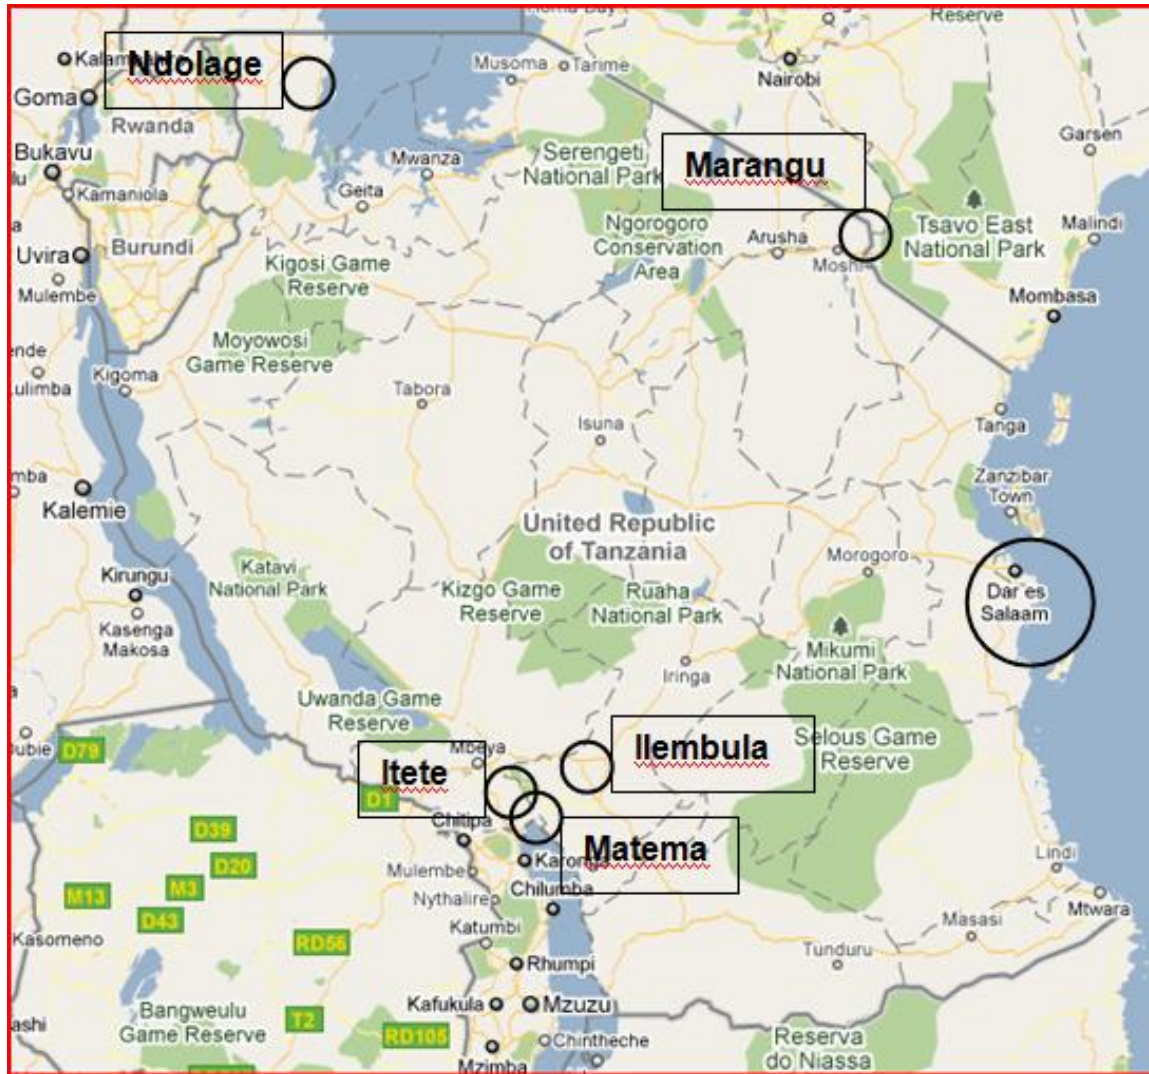 Reserve
Ndolage
Musoma
Tarime
Nairobi
Goma
Rwanda
Garsen
Marangu
Bukavu
Mwanza
Serengeti
National Park
Kamaniola
Geita
Ngorogoro
Conservation
Area
Arusha
Moshi
Tsavo East
National Park
Malindi
Uvira
Burundi
Kigosi Game
Reserve
Mulembe
Mombasa
Moyowosi
Game Reserve
Kigoma
Tabora
Isuna
Tanga
Zanzibar
Town
Kalemie
United Republic
of Tanzania
Morogoro
Katavi
National Park
Kirungu
Kizgo Game
Reserve
Ruaha
National Park
Dar es
Salaam
Kasenga
Makosa
Mikumi
National Park
Iringa
Uwanda Game
Reserve
Ilembula
Selous Game
Reserve
D79
Mbeya
Itete
D1
Chitipa
D39
Matema
D20
Mulembe
Lindi
M3
M13
Nythalire
Chilumba
Mtwara
D43
Masasi
Kasomeno
RD56
Katumbi
Tunduru
Rhumpi
Bangweulu
Game Reserve
Kafukula
Mzuzu
T2
RD105
Chintheche
Reserva
do Niassa
Mzimba